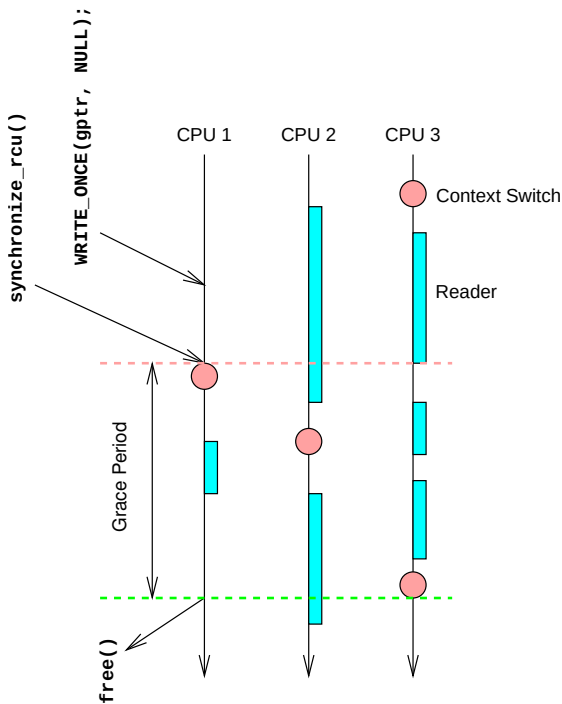 WRITE_ONCE(gptr, NULL);
synchronize_rcu()
CPU 1
CPU 2
CPU 3
Context Switch
Reader
Grace Period
free()